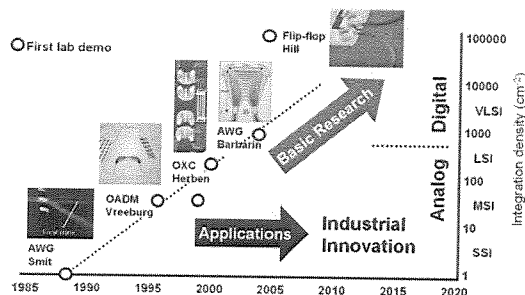 First lab demo
Flip-flop
Hill
AWG
Barbarin
OXC
Herben
OADM
Vreeburg
AWG
Smit
Basic Research
Applications
Industrial
Innovation
Digital
Analog
100000
10000
VLSI
1000
LSI
100
MSI
10
SSI
1
Integration density (cm⁻²)
1985 1990 1995 2000 2005 2010 2015 2020